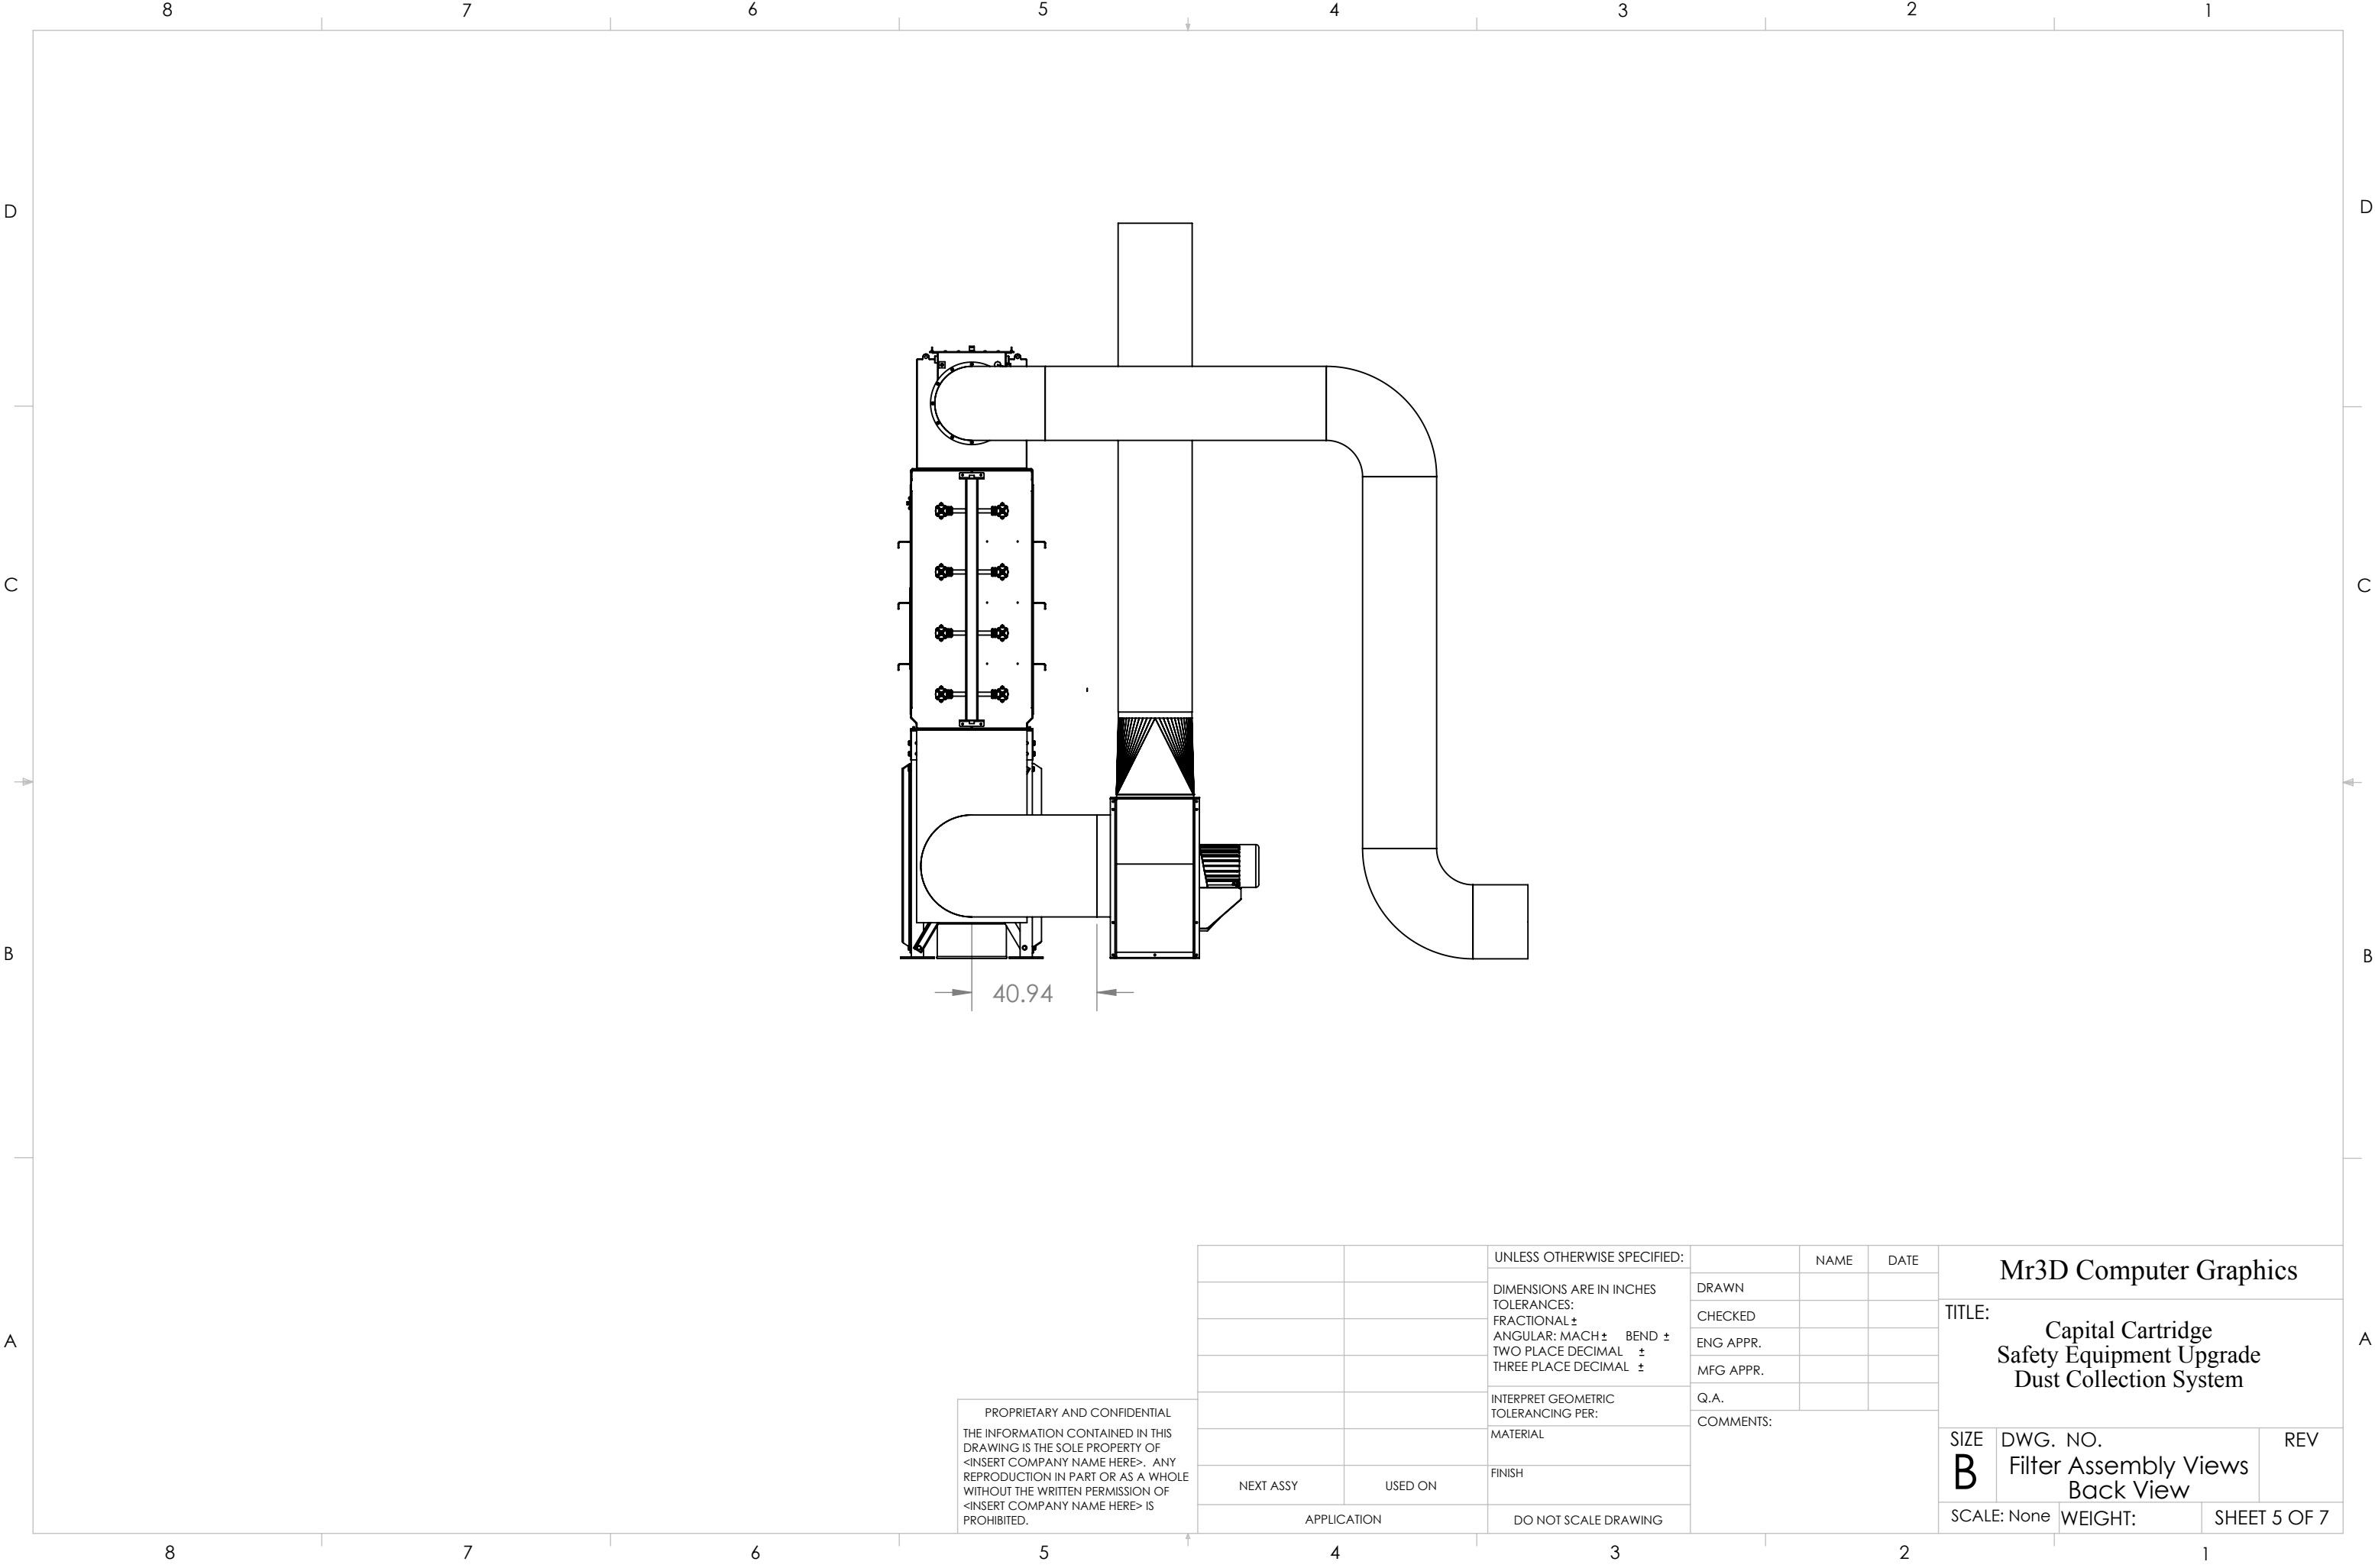 8 7 6 5 4 3 2 1
D D
C C
B B
A A
40.94
UNLESS OTHERWISE SPECIFIED:
DIMENSIONS ARE IN INCHES
TOLERANCES:
FRACTIONAL ±
ANGULAR: MACH ± BEND ±
TWO PLACE DECIMAL ±
THREE PLACE DECIMAL ±
INTERPRET GEOMETRIC
TOLERANCING PER:
MATERIAL
FINISH
DO NOT SCALE DRAWING
NAME DATE
DRAWN
CHECKED
ENG APPR.
MFG APPR.
Q.A.
COMMENTS:
Mr3D Computer Graphics
TITLE:
Capital Cartridge
Safety Equipment Upgrade
Dust Collection System
SIZE DWG. NO. REV
B Filter Assembly Views
Back View
SCALE: None WEIGHT: SHEET 5 OF 7
PROPRIETARY AND CONFIDENTIAL
THE INFORMATION CONTAINED IN THIS
DRAWING IS THE SOLE PROPERTY OF
<INSERT COMPANY NAME HERE>. ANY
REPRODUCTION IN PART OR AS A WHOLE
WITHOUT THE WRITTEN PERMISSION OF
<INSERT COMPANY NAME HERE> IS
PROHIBITED.
NEXT ASSY USED ON
APPLICATION
8 7 6 5 4 3 2 1